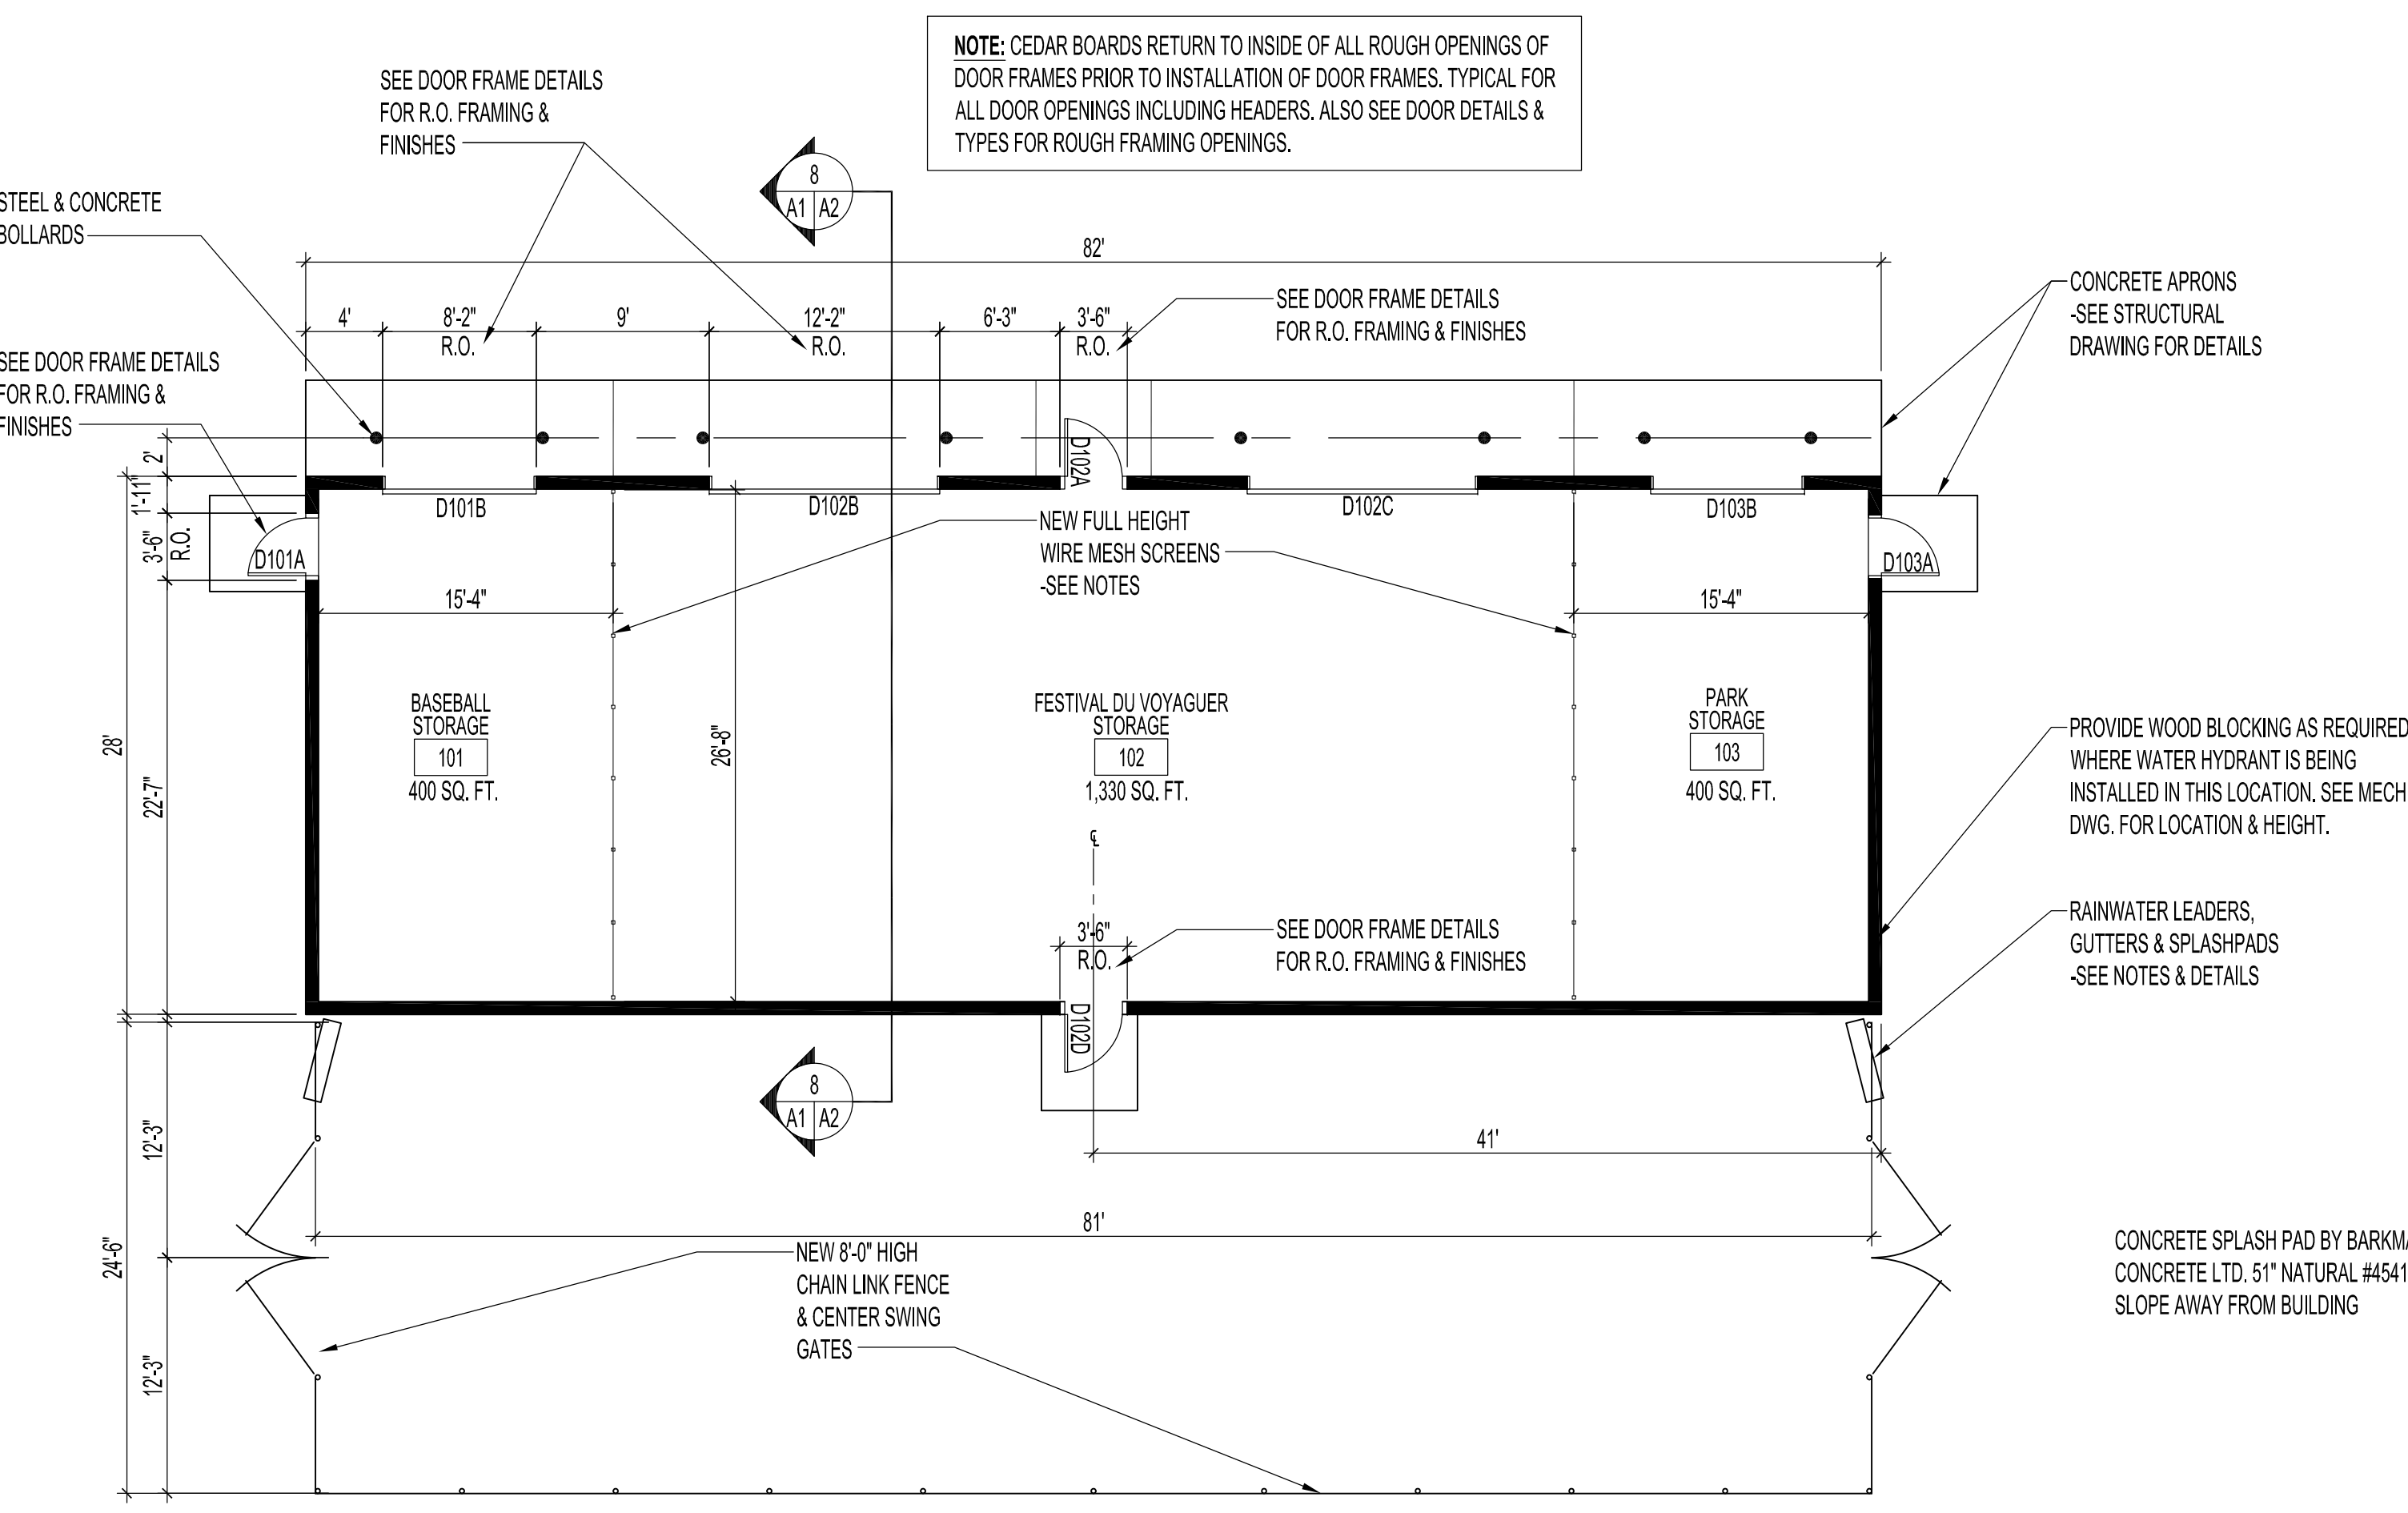 NOTE: CEDAR BOARDS RETURN TO INSIDE OF ALL ROUGH OPENINGS OF
DOOR FRAMES PRIOR TO INSTALLATION OF DOOR FRAMES. TYPICAL FOR
ALL DOOR OPENINGS INCLUDING HEADERS. ALSO SEE DOOR DETAILS &
TYPES FOR ROUGH FRAMING OPENINGS.
SEE DOOR FRAME DETAILS
FOR R.O. FRAMING &
FINISHES
8
A1 A2
STEEL & CONCRETE
BOLLARDS
82'
SEE DOOR FRAME DETAILS
FOR R.O. FRAMING &
FINISHES
4'
8'-2"
R.O.
9'
12'-2"
R.O.
6'-3"
3'-6"
R.O.
SEE DOOR FRAME DETAILS
FOR R.O. FRAMING & FINISHES
CONCRETE APRONS
-SEE STRUCTURAL
DRAWING FOR DETAILS
2'
1'-11"
3'-6"
R.O.
D101A
D101B
D102B
D102A
D102C
D103B
D103A
NEW FULL HEIGHT
WIRE MESH SCREENS
-SEE NOTES
15'-4"
15'-4"
BASEBALL
STORAGE
101
400 SQ. FT.
26'-8"
FESTIVAL DU VOYAGUER
STORAGE
102
1,330 SQ. FT.
PARK
STORAGE
103
400 SQ. FT.
28'
22'-7"
PROVIDE WOOD BLOCKING AS REQUIRED
WHERE WATER HYDRANT IS BEING
INSTALLED IN THIS LOCATION. SEE MECH
DWG. FOR LOCATION & HEIGHT.
℄
3'-6"
R.O.
SEE DOOR FRAME DETAILS
FOR R.O. FRAMING & FINISHES
RAINWATER LEADERS,
GUTTERS & SPLASHPADS
-SEE NOTES & DETAILS
D102D
8
A1 A2
41'
12'-3"
24'-6"
12'-3"
81'
NEW 8'-0" HIGH
CHAIN LINK FENCE
& CENTER SWING
GATES
CONCRETE SPLASH PAD BY BARKMA
CONCRETE LTD. 51" NATURAL #4541
SLOPE AWAY FROM BUILDING